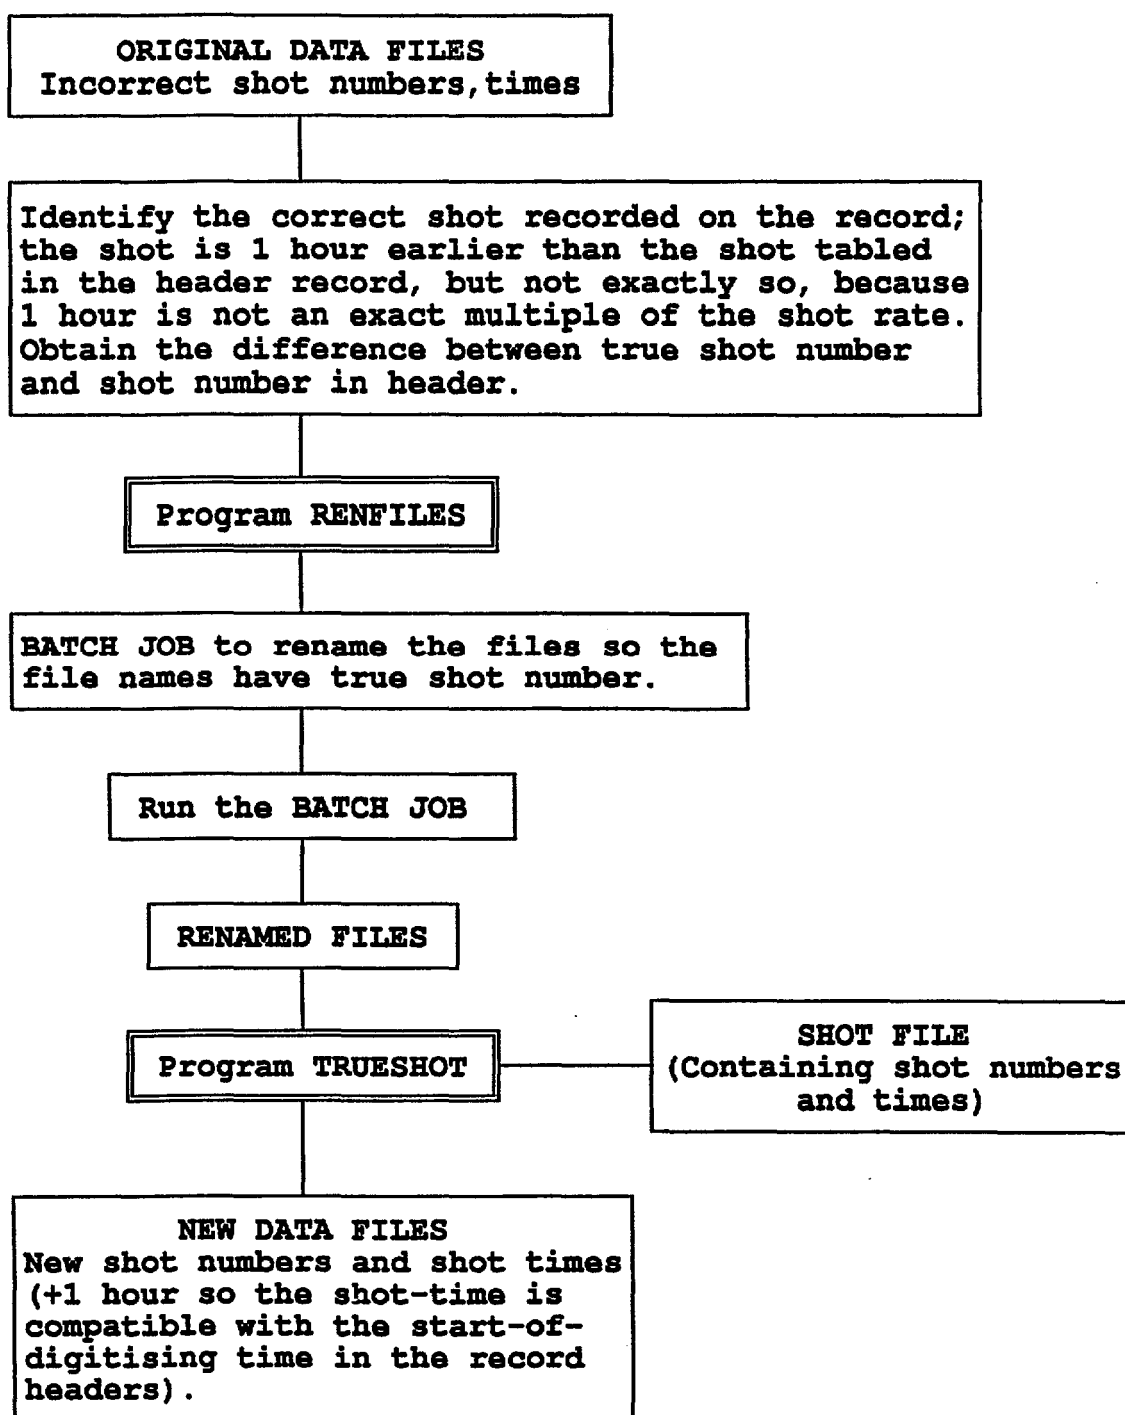 ORIGINAL DATA FILES
Incorrect shot numbers,times
Identify the correct shot recorded on the record;
the shot is 1 hour earlier than the shot tabled
in the header record, but not exactly so, because
1 hour is not an exact multiple of the shot rate.
Obtain the difference between true shot number
and shot number in header.
Program RENFILES
BATCH JOB to rename the files so the
file names have true shot number.
Run the BATCH JOB
RENAMED FILES
Program TRUESHOT
SHOT FILE
(Containing shot numbers
and times)
NEW DATA FILES
New shot numbers and shot times
(+1 hour so the shot-time is
compatible with the start-of-
digitising time in the record
headers).